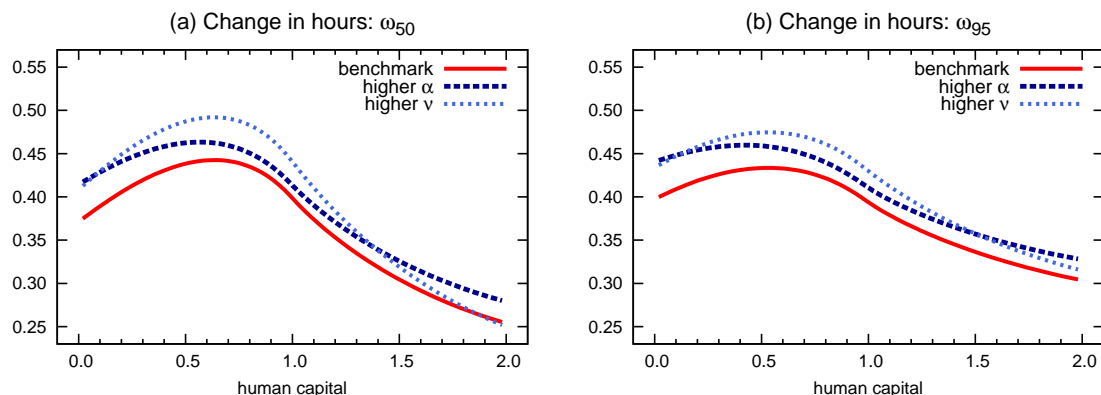 (a) Change in hours: ω50
0.55
0.50
0.45
0.40
0.35
0.30
0.25
benchmark
higher α
higher ν
0.0 0.5 1.0 1.5 2.0
human capital
(b) Change in hours: ω95
0.55
0.50
0.45
0.40
0.35
0.30
0.25
benchmark
higher α
higher ν
0.0 0.5 1.0 1.5 2.0
human capital